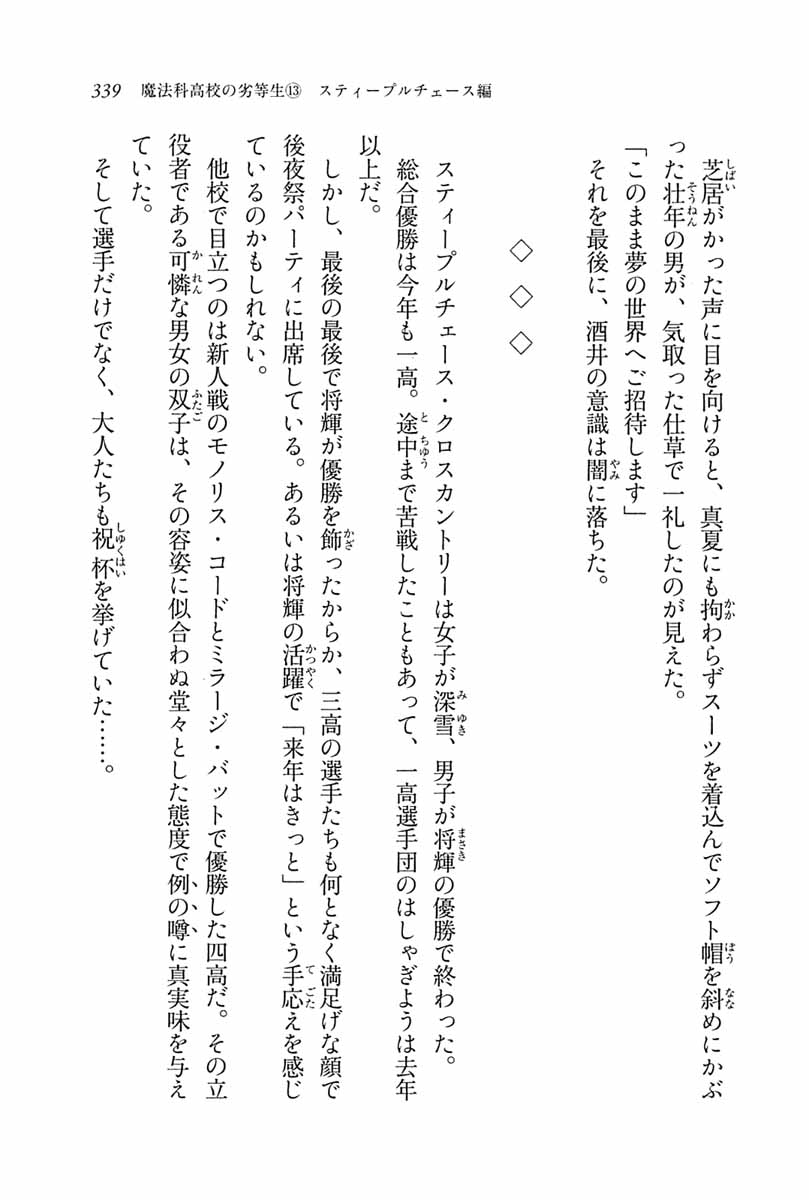 339　魔法科高校の劣等生⑬　スティープルチェース編
芝居がかった声に目を向けると、真夏にも拘わらずスーツを着込んでソフト帽を斜めにかぶ
った壮年の男が、気取った仕草で一礼したのが見えた。
「このまま夢の世界へご招待します」
それを最後に、酒井の意識は闇に落ちた。
◇　◇　◇
スティープルチェース・クロスカントリーは女子が深雪、男子が将輝の優勝で終わった。
総合優勝は今年も一高。途中まで苦戦したこともあって、一高選手団のはしゃぎようは去年
以上だ。
しかし、最後の最後で将輝が優勝を飾ったからか、三高の選手たちも何となく満足げな顔で
後夜祭パーティに出席している。あるいは将輝の活躍で「来年はきっと」という手応えを感じ
ているのかもしれない。
他校で目立つのは新人戦のモノリス・コードとミラージ・バットで優勝した四高だ。その立
役者である可憐な男女の双子は、その容姿に似合わぬ堂々とした態度で例の噂に真実味を与え
ていた。
そして選手だけでなく、大人たちも祝杯を挙げていた……。